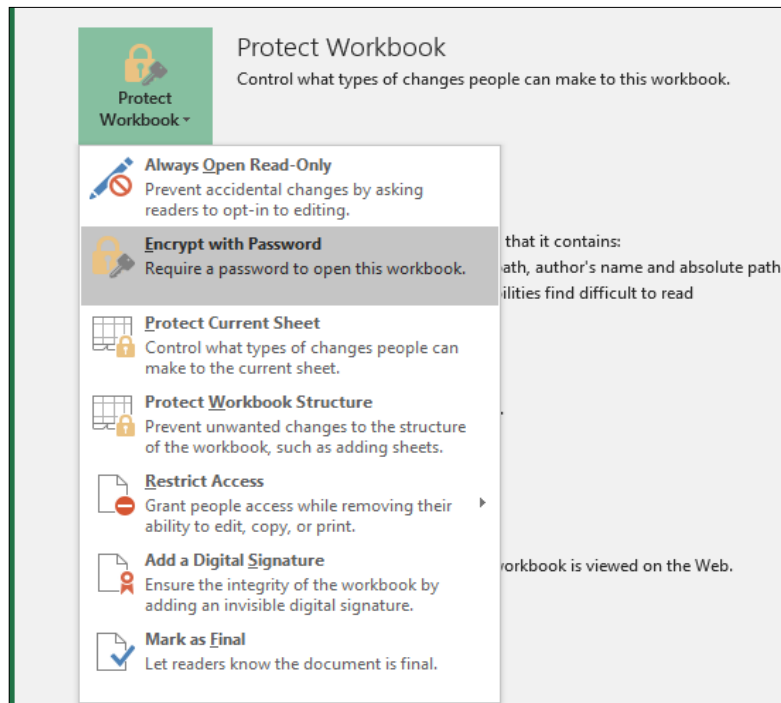 Protect Workbook
Control what types of changes people can make to this workbook.
Protect
Workbook
Always Open Read-Only
Prevent accidental changes by asking
readers to opt-in to editing.
Encrypt with Password
Require a password to open this workbook.
Protect Current Sheet
Control what types of changes people can
make to the current sheet.
Protect Workbook Structure
Prevent unwanted changes to the structure
of the workbook, such as adding sheets.
Restrict Access
Grant people access while removing their
ability to edit, copy, or print.
Add a Digital Signature
Ensure the integrity of the workbook by
adding an invisible digital signature.
Mark as Final
Let readers know the document is final.
that it contains:
ath, author's name and absolute path
ilities find difficult to read
.
orkbook is viewed on the Web.